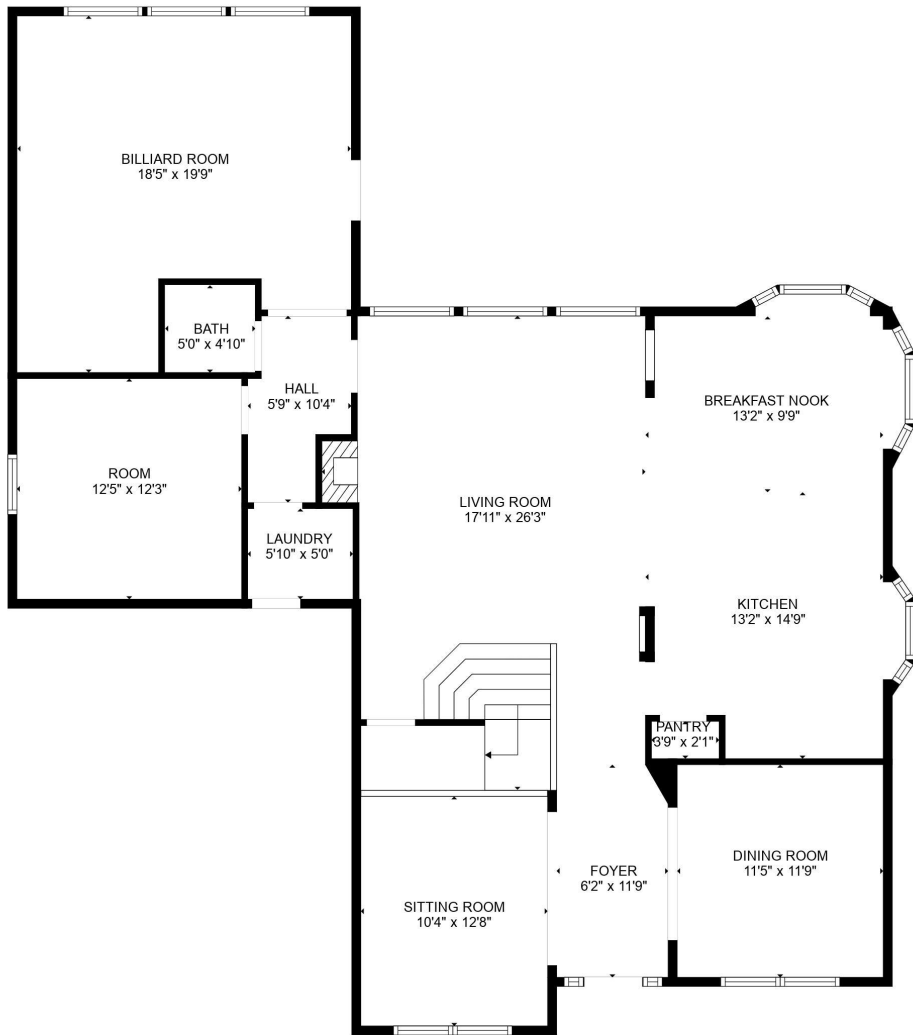 BILLIARD ROOM
18'5" x 19'9"
BATH
5'0" x 4'10"
HALL
5'9" x 10'4"
BREAKFAST NOOK
13'2" x 9'9"
ROOM
12'5" x 12'3"
LIVING ROOM
17'11" x 26'3"
LAUNDRY
5'10" x 5'0"
KITCHEN
13'2" x 14'9"
PANTRY
3'9" x 2'1"
DINING ROOM
11'5" x 11'9"
FOYER
6'2" x 11'9"
SITTING ROOM
10'4" x 12'8"